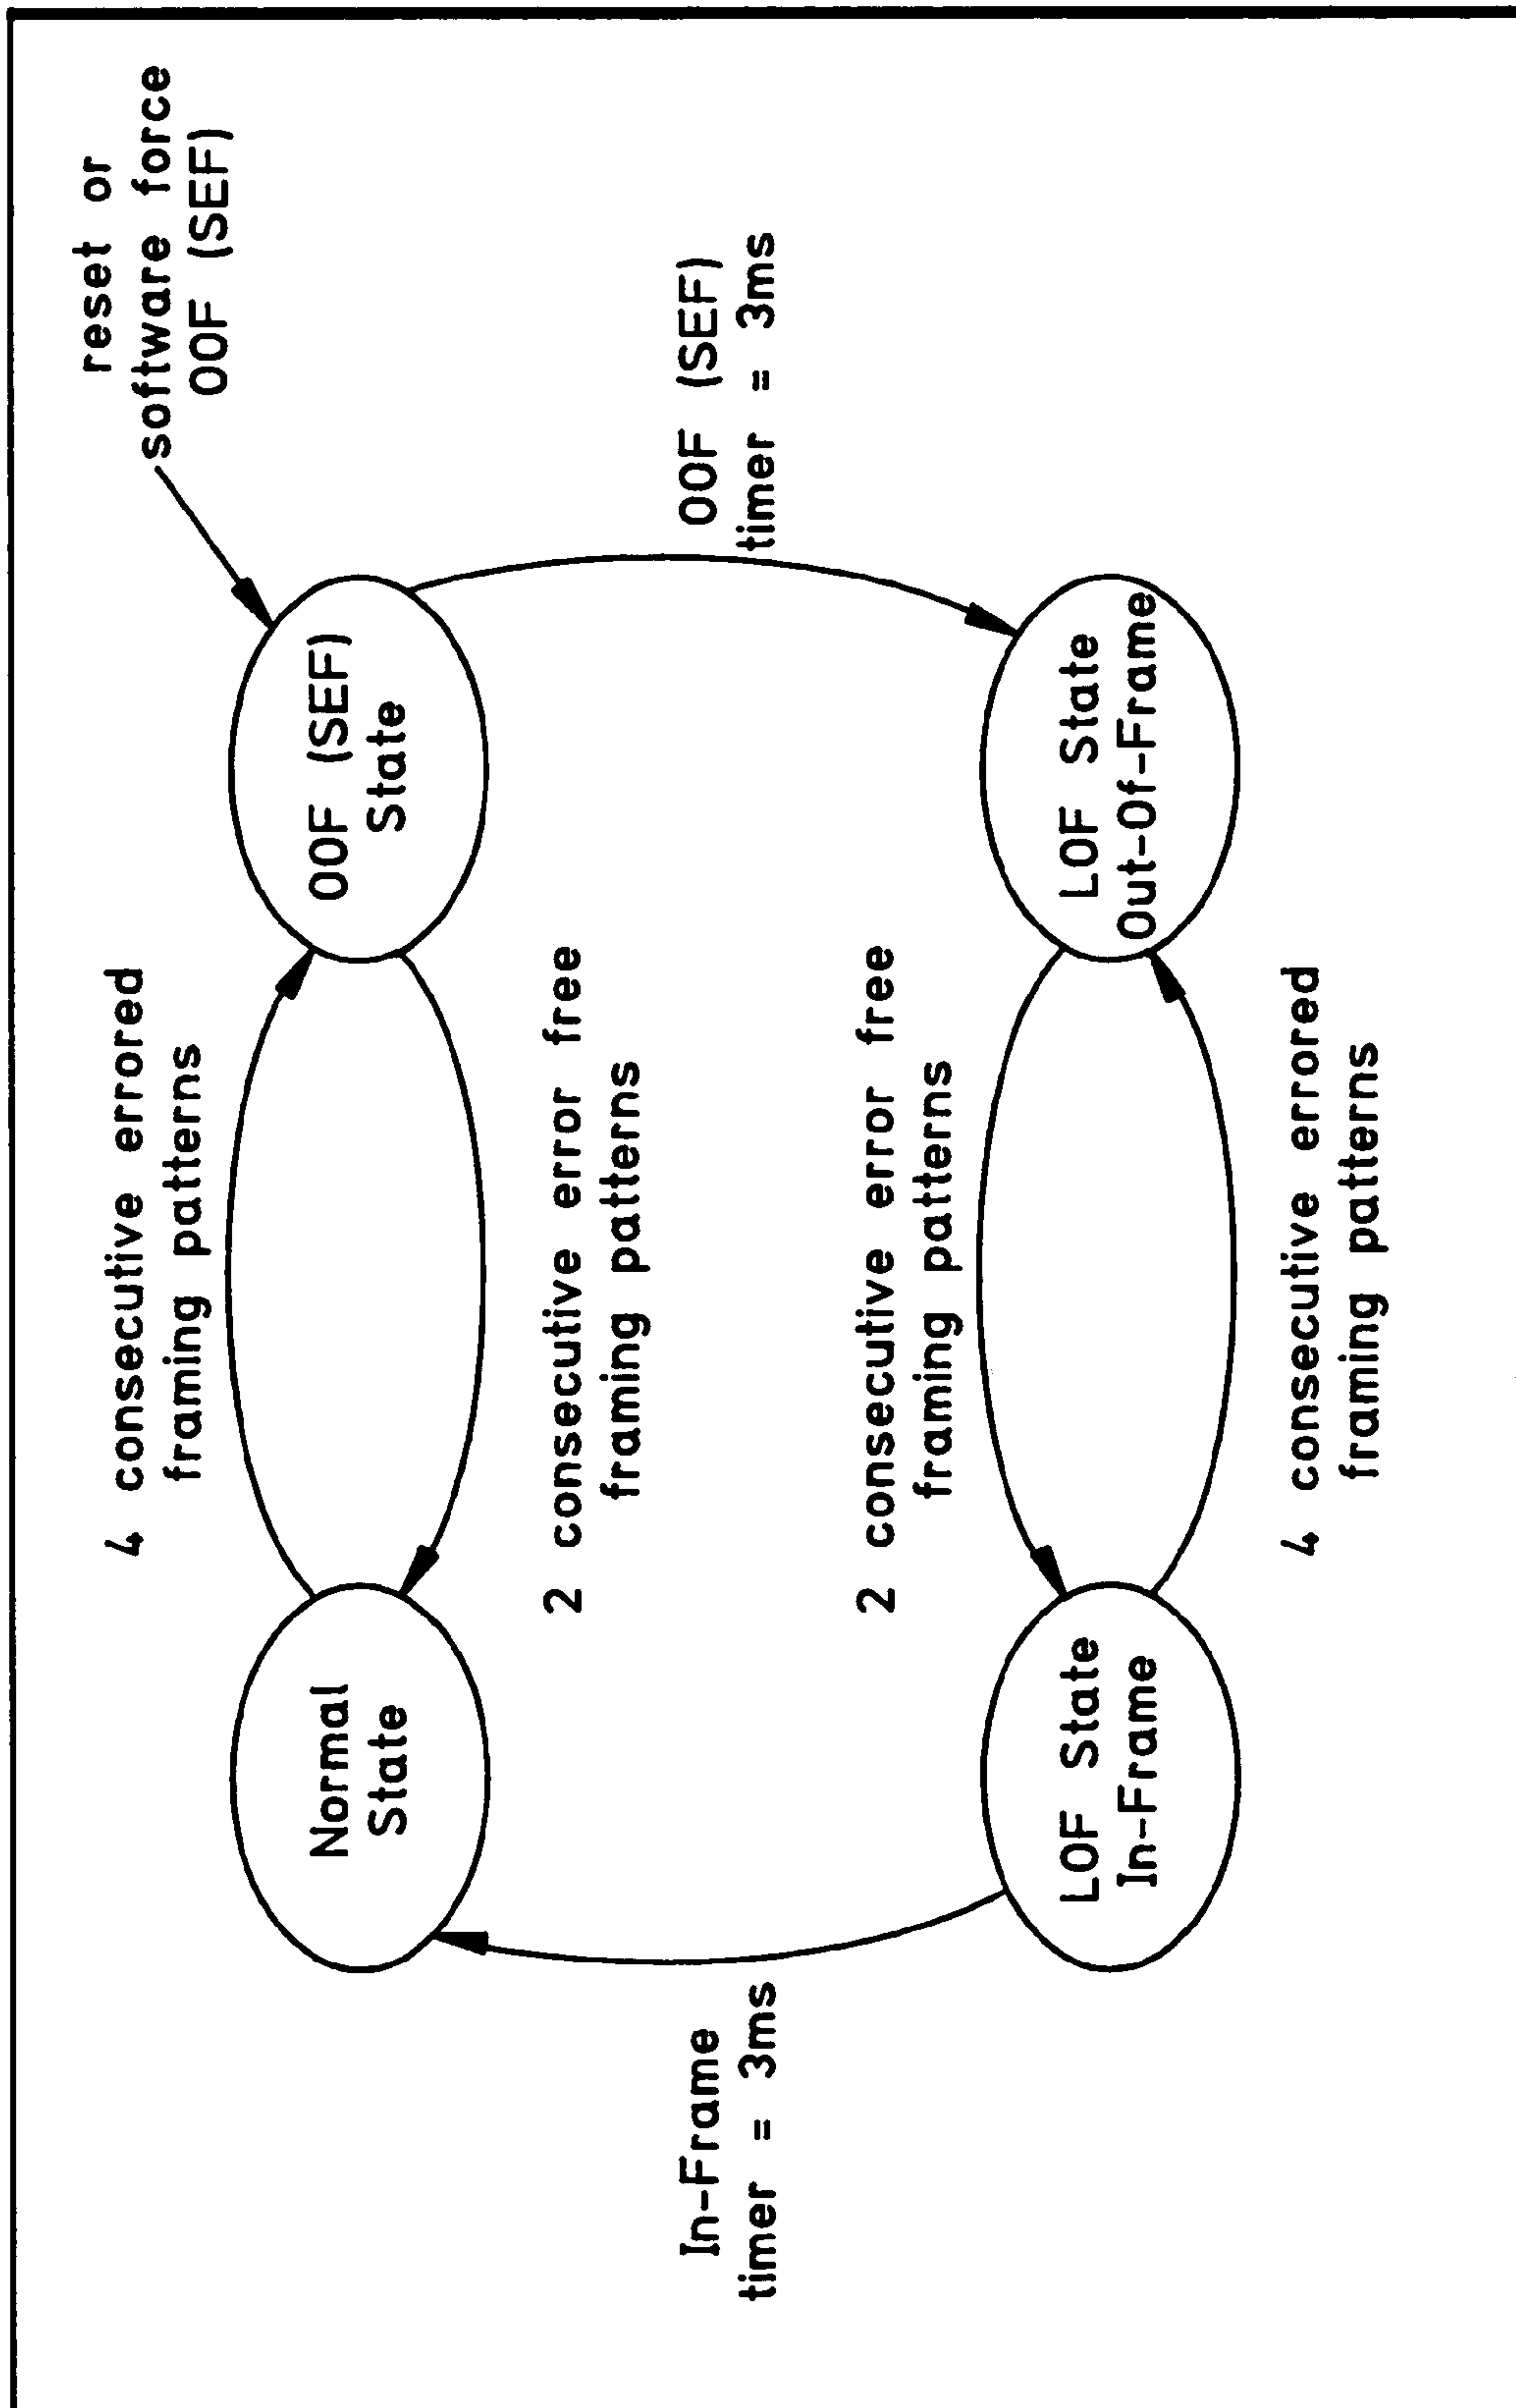 reset or
software force
OOF (SEF)
4 consecutive errored
framing patterns
Normal
State
OOF (SEF)
State
2 consecutive error free
framing patterns
In-Frame
timer = 3ms
OOF (SEF)
timer = 3ms
2 consecutive error free
framing patterns
LOF State
In-Frame
LOF State
Out-Of-Frame
4 consecutive errored
framing patterns